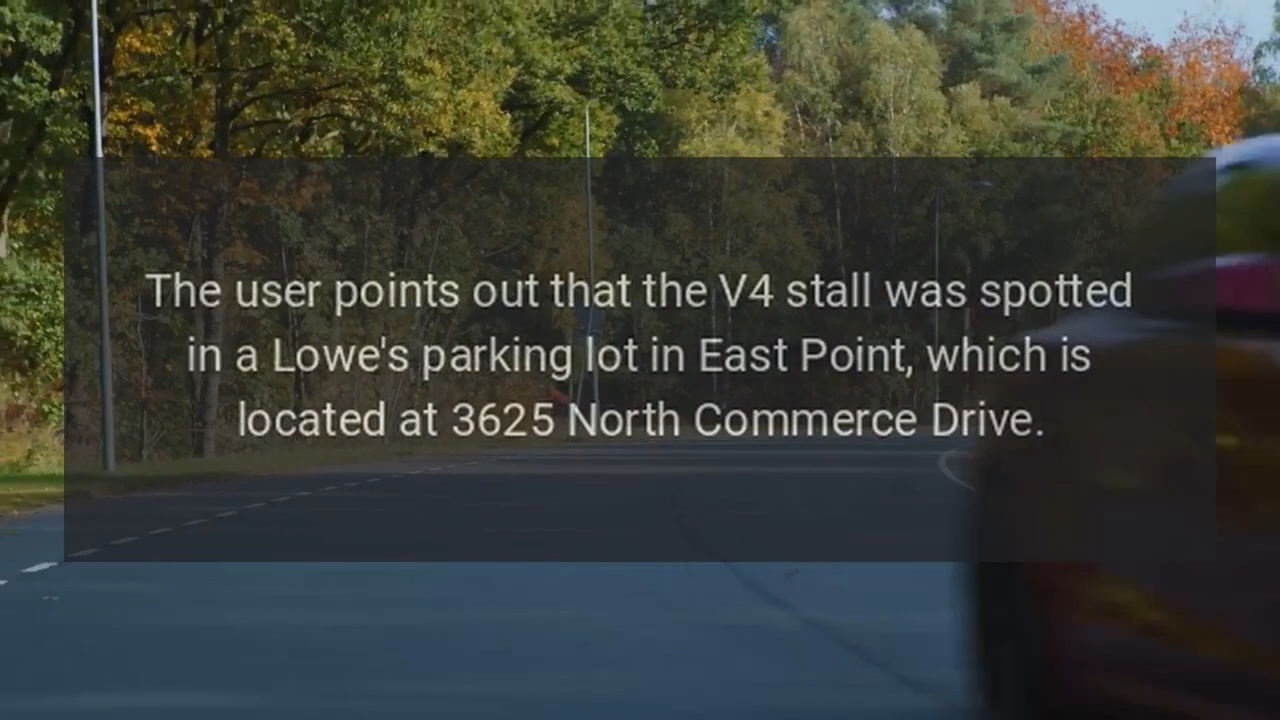 The user points out that the V4 stall was spotted
in a Lowe's parking lot in East Point, which is
located at 3625 North Commerce Drive.